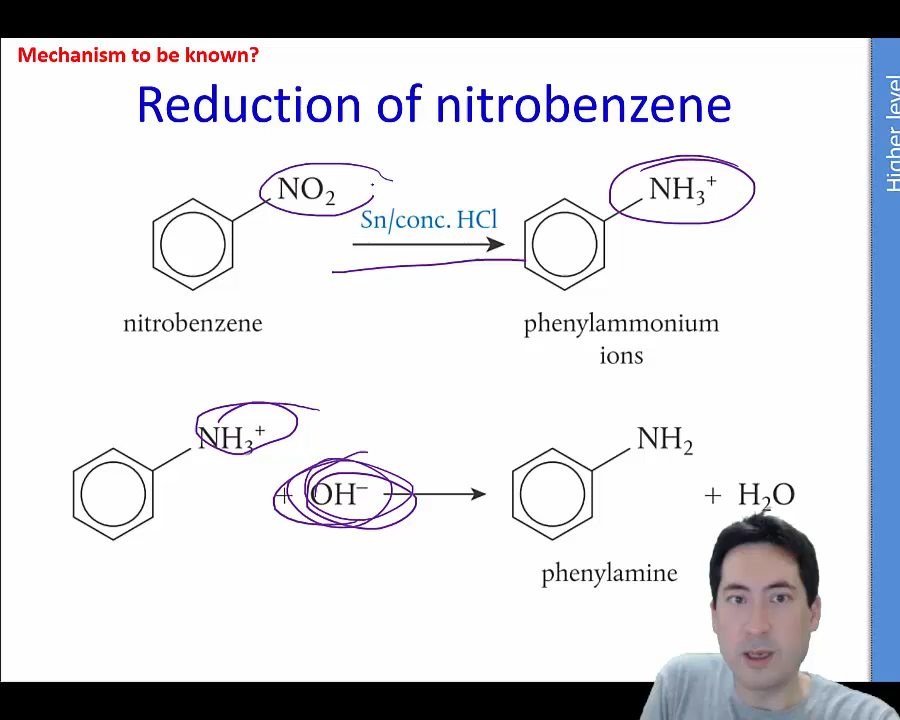 Mechanism to be known?
Reduction of nitrobenzene
Higher level
NO₂
Sn/conc. HCl
NH₃⁺
nitrobenzene
phenylammonium
ions
NH₃⁺
+ OH⁻
NH₂
+ H₂O
phenylamine